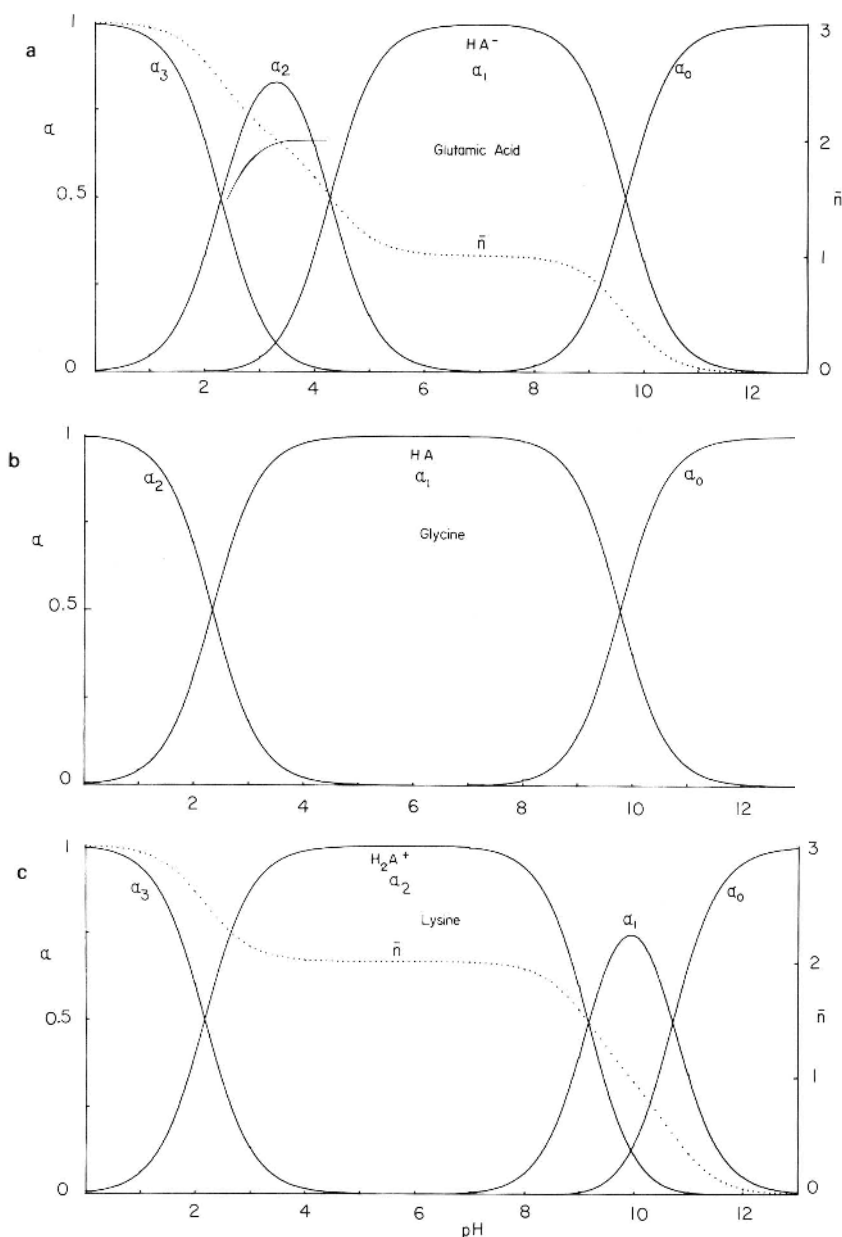 a
1
0.5
0
α
α₃
α₂
HA⁻
α₁
α₀
Glutamic Acid
n̄
3
2
1
0
n̄
2 4 6 8 10 12
b
1
0.5
0
α
α₂
HA
α₁
α₀
Glycine
2 4 6 8 10 12
c
1
0.5
0
α
α₃
H₂A⁺
α₂
Lysine
n̄
α₁
α₀
3
2
1
0
n̄
2 4 6 8 10 12
pH